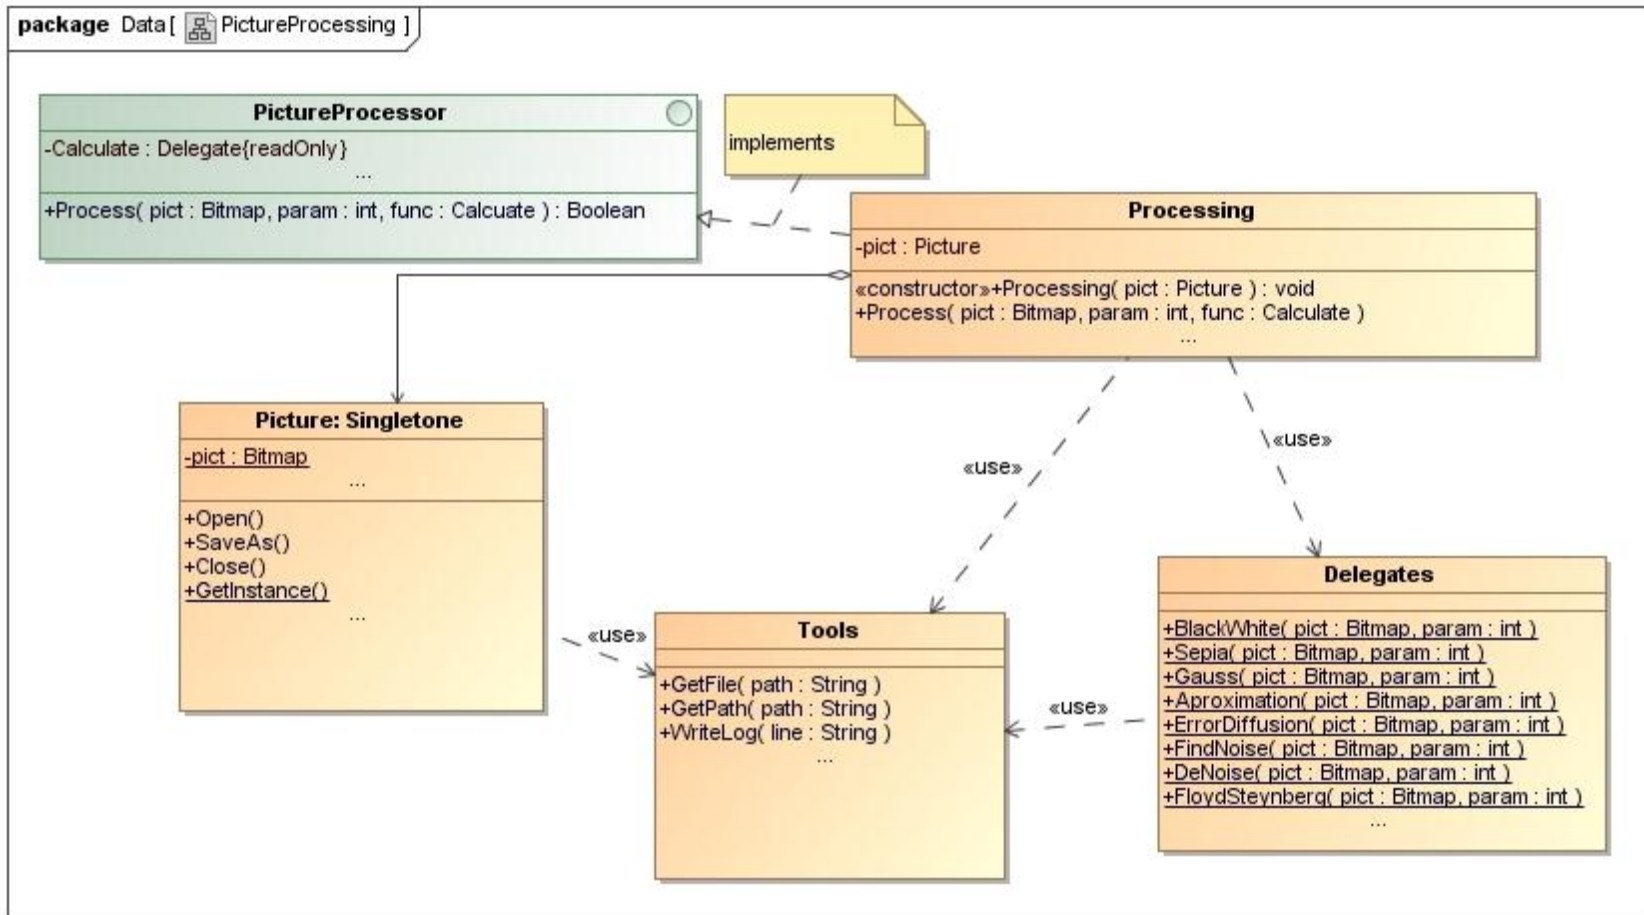 package Data [ PictureProcessing ]
PictureProcessor
-Calculate : Delegate{readOnly}
...
+Process( pict : Bitmap, param : int, func : Calcuate ) : Boolean
implements
Processing
-pict : Picture
«constructor»+Processing( pict : Picture ) : void
+Process( pict : Bitmap, param : int, func : Calculate )
...
Picture: Singletone
-pict : Bitmap
...
+Open()
+SaveAs()
+Close()
+GetInstance()
...
«use»
«use»
«use»
«use»
Tools
+GetFile( path : String )
+GetPath( path : String )
+WriteLog( line : String )
...
Delegates
+BlackWhite( pict : Bitmap, param : int )
+Sepia( pict : Bitmap, param : int )
+Gauss( pict : Bitmap, param : int )
+Aproximation( pict : Bitmap, param : int )
+ErrorDiffusion( pict : Bitmap, param : int )
+FindNoise( pict : Bitmap, param : int )
+DeNoise( pict : Bitmap, param : int )
+FloydSteynberg( pict : Bitmap, param : int )
...